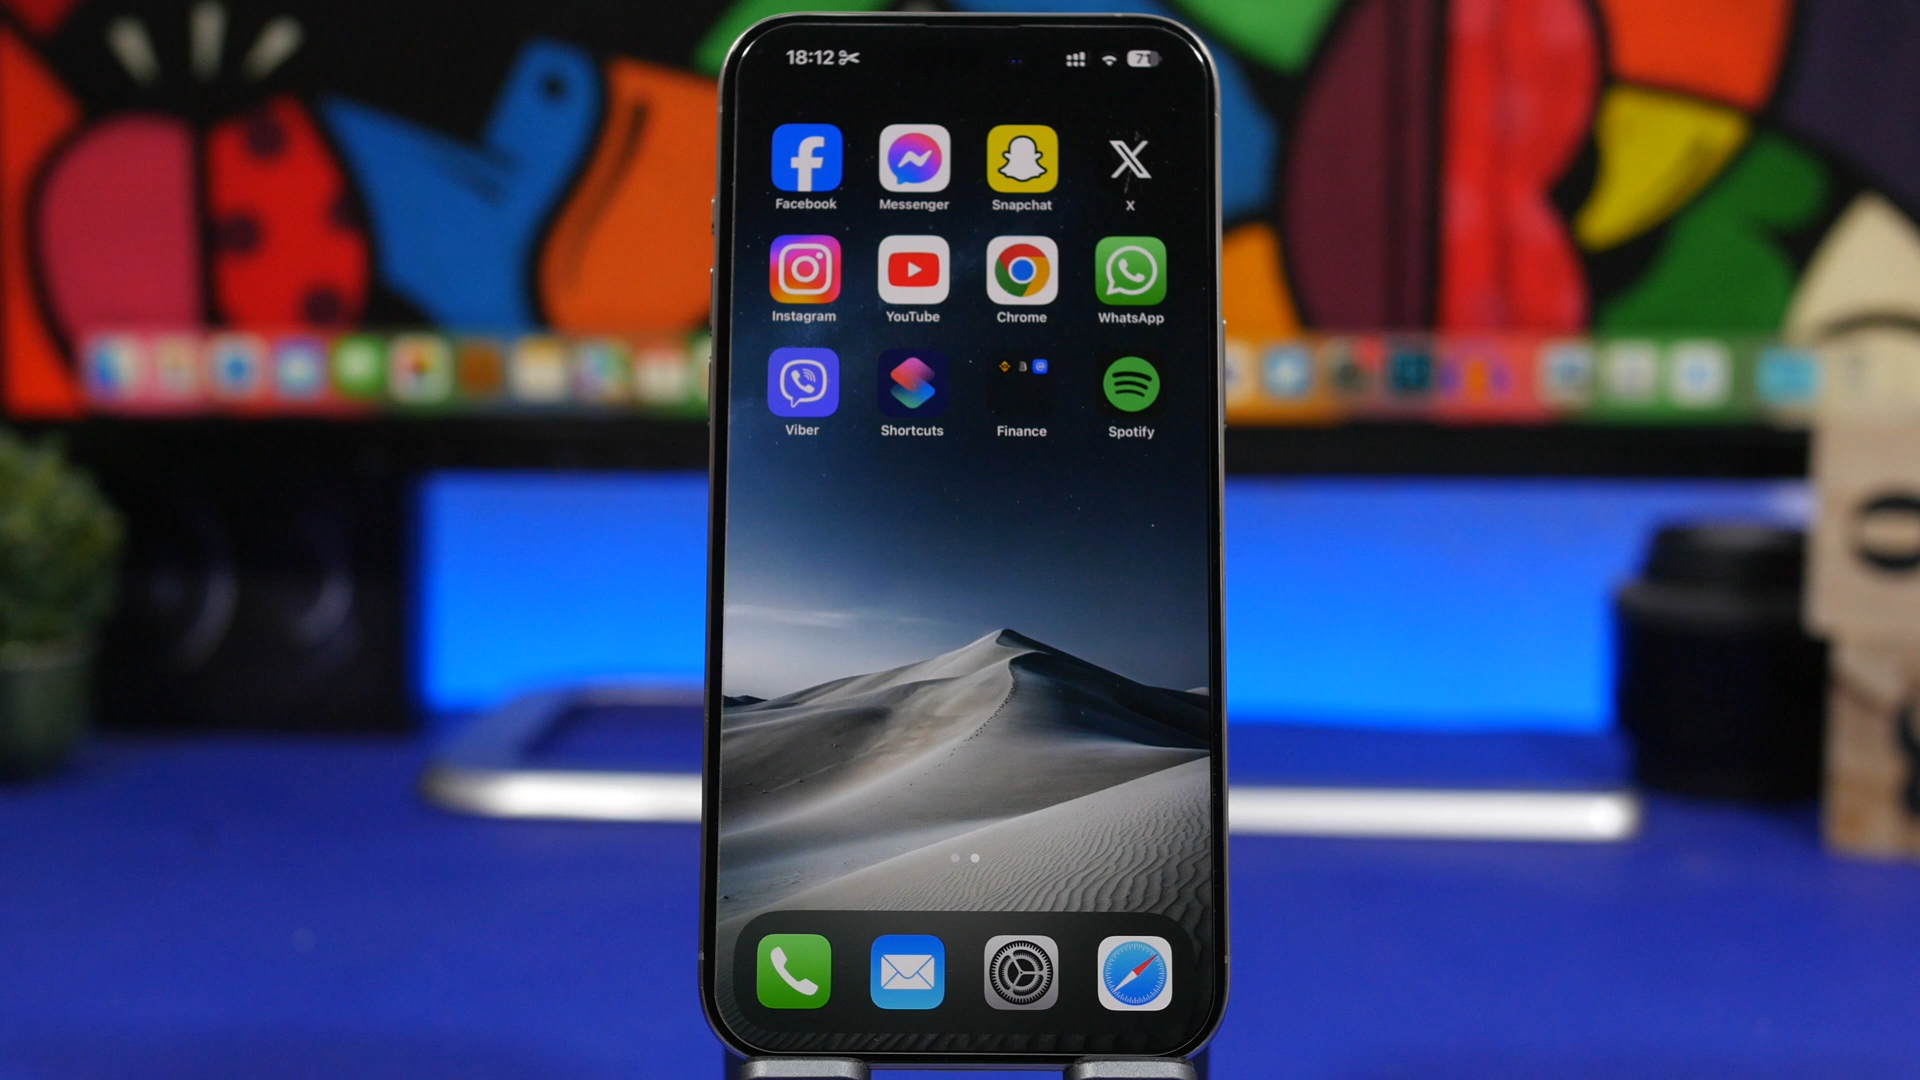 18:12
71
Facebook
Messenger
Snapchat
X
Instagram
YouTube
Chrome
WhatsApp
Viber
Shortcuts
Finance
Spotify